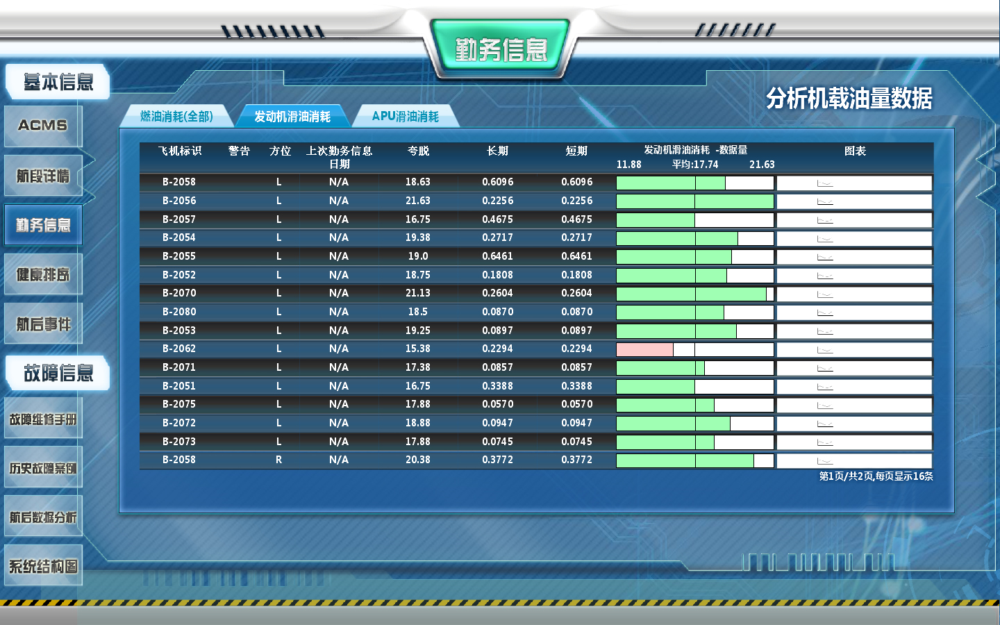 勤务信息
基本信息
ACMS
航段详情
勤务信息
健康排序
航后事件
故障信息
故障维修手册
历史故障案例
航后数据分析
系统结构图
分析机载油量数据
燃油消耗(全部) 发动机滑油消耗 APU滑油消耗
飞机标识 警告 方位 上次勤务信息日期 夸脱 长期 短期 发动机滑油消耗 -数据量 图表
11.88 平均:17.74 21.63
B-2058 L N/A 18.63 0.6096 0.6096
B-2056 L N/A 21.63 0.2256 0.2256
B-2057 L N/A 16.75 0.4675 0.4675
B-2054 L N/A 19.38 0.2717 0.2717
B-2055 L N/A 19.0 0.6461 0.6461
B-2052 L N/A 18.75 0.1808 0.1808
B-2070 L N/A 21.13 0.2604 0.2604
B-2080 L N/A 18.5 0.0870 0.0870
B-2053 L N/A 19.25 0.0897 0.0897
B-2062 L N/A 15.38 0.2294 0.2294
B-2071 L N/A 17.38 0.0857 0.0857
B-2051 L N/A 16.75 0.3388 0.3388
B-2075 L N/A 17.88 0.0570 0.0570
B-2072 L N/A 18.88 0.0947 0.0947
B-2073 L N/A 17.88 0.0745 0.0745
B-2058 R N/A 20.38 0.3772 0.3772
第1页/共2页,每页显示16条